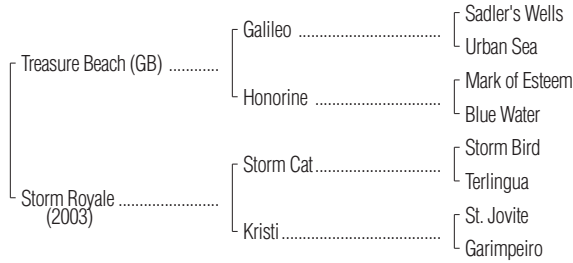 Sadler's Wells
Galileo ........................................
Urban Sea
Treasure Beach (GB) ............
Mark of Esteem
Honorine ...................................
Blue Water
Storm Bird
Storm Cat...................................
Terlingua
Storm Royale ........................
(2003)
St. Jovite
Kristi............................................
Garimpeiro